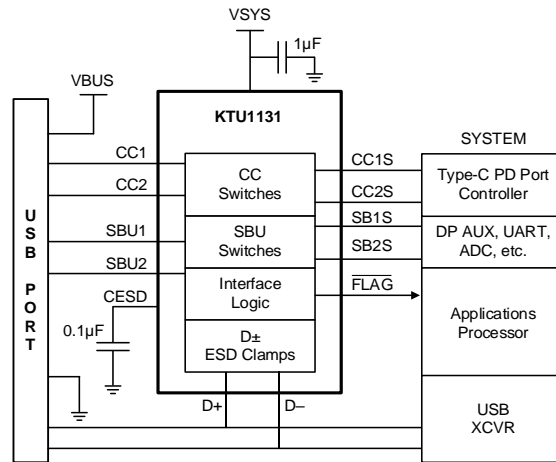 VSYS
1µF
VBUS
KTU1131
SYSTEM
USB PORT
CC1
CC2
SBU1
SBU2
CESD
0.1µF
CC
Switches
SBU
Switches
Interface
Logic
D±
ESD Clamps
CC1S
CC2S
SB1S
SB2S
FLAG
Type-C PD Port
Controller
DP AUX, UART,
ADC, etc.
Applications
Processor
USB
XCVR
D+
D–